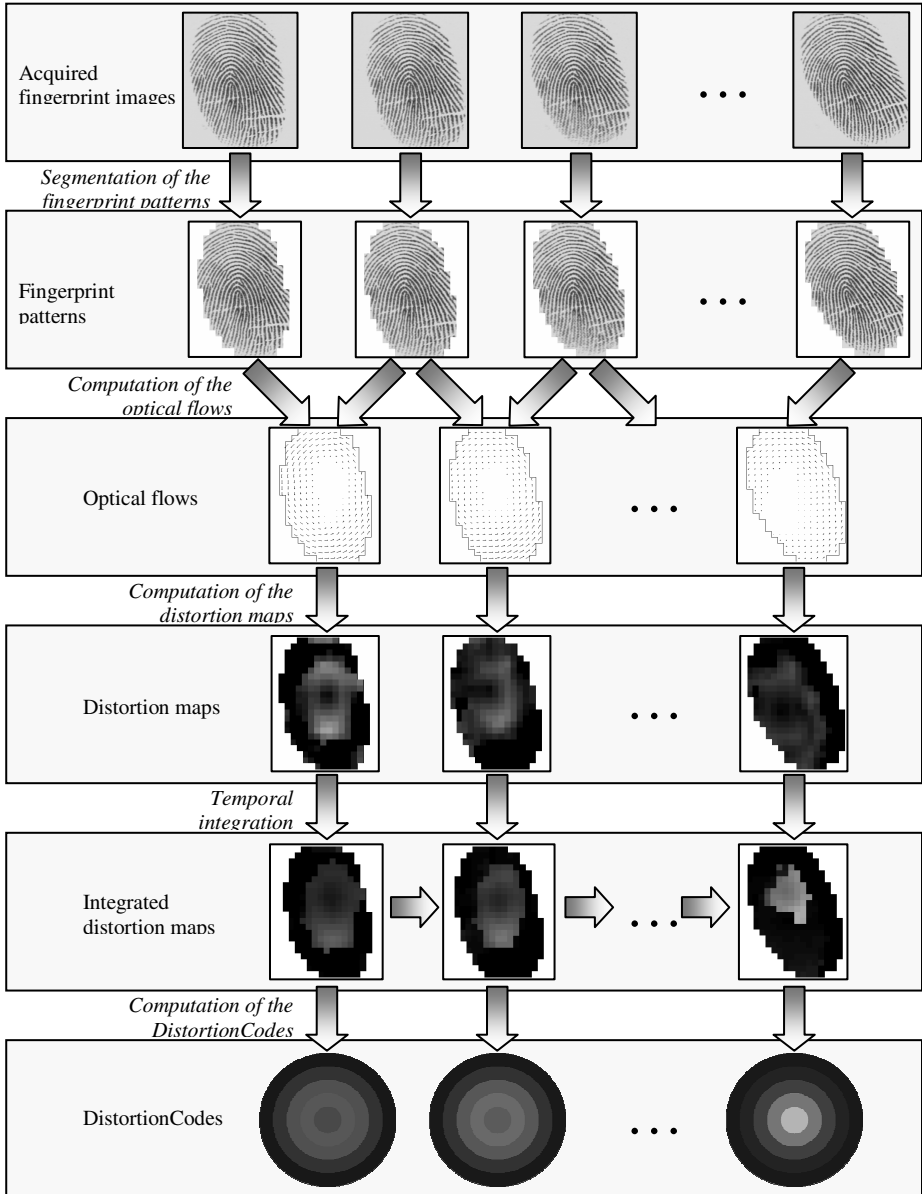 Acquired
fingerprint images
. . .
Segmentation of the
fingerprint patterns
Fingerprint
patterns
. . .
Computation of the
optical flows
Optical flows
. . .
Computation of the
distortion maps
Distortion maps
. . .
Temporal
integration
Integrated
distortion maps
. . .
Computation of the
DistortionCodes
DistortionCodes
. . .